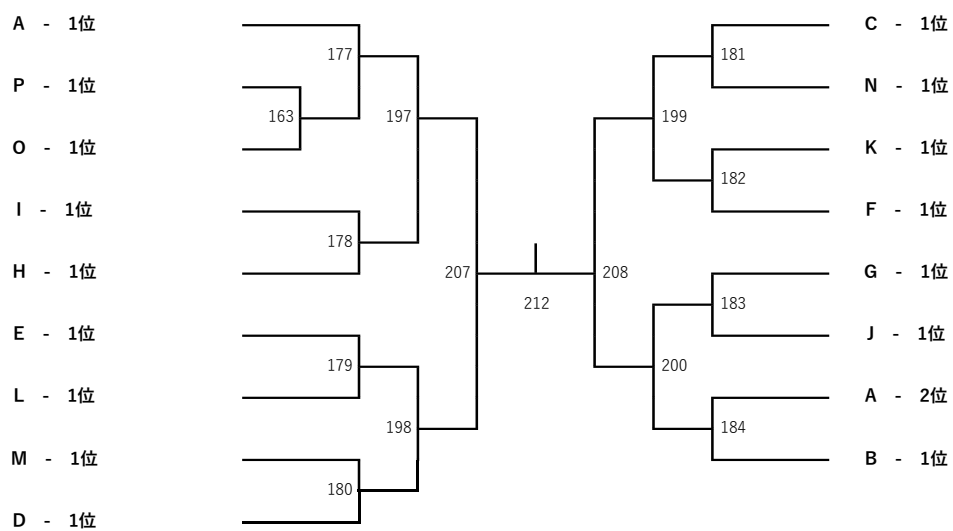 A - 1位
C - 1位
177
181
P - 1位
N - 1位
163
197
199
O - 1位
K - 1位
182
I - 1位
F - 1位
178
H - 1位
207
208
G - 1位
212
183
E - 1位
J - 1位
179
200
L - 1位
A - 2位
198
184
M - 1位
B - 1位
180
D - 1位